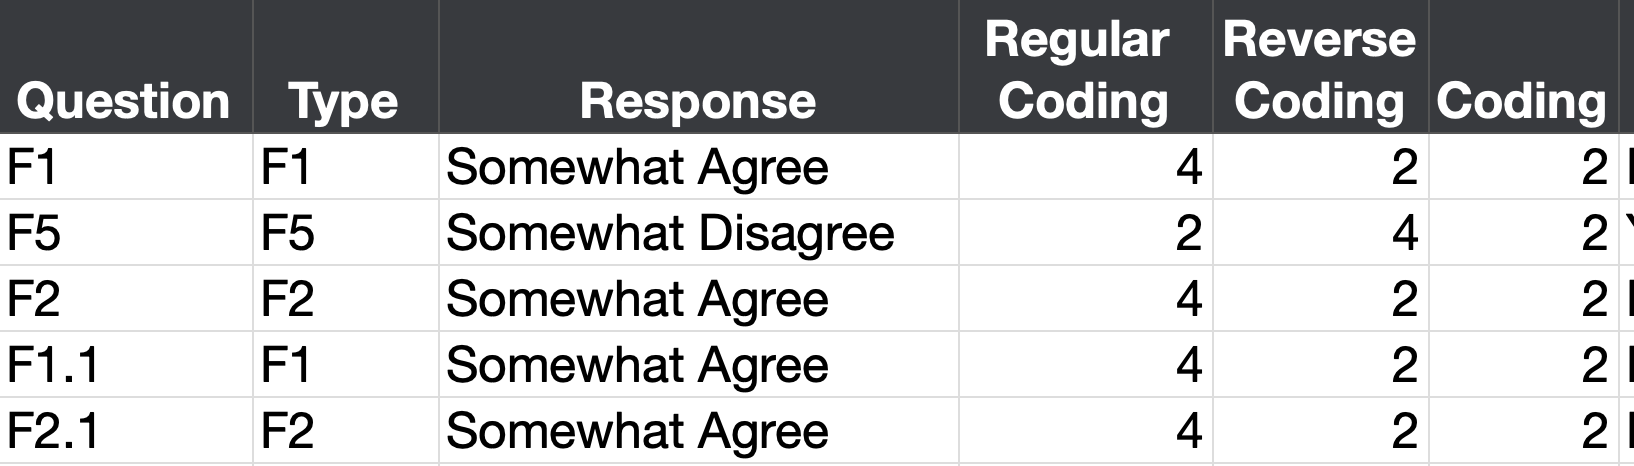 Question Type Response Regular Coding Reverse Coding Coding
F1 F1 Somewhat Agree 4 2 2
F5 F5 Somewhat Disagree 2 4 2
F2 F2 Somewhat Agree 4 2 2
F1.1 F1 Somewhat Agree 4 2 2
F2.1 F2 Somewhat Agree 4 2 2